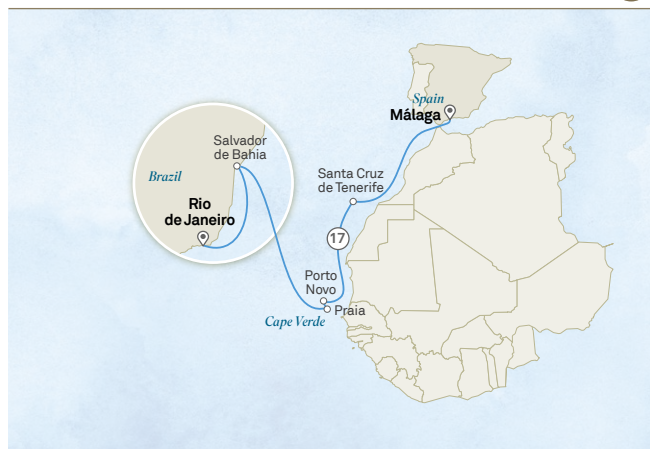 Spain
Málaga
Salvador
de Bahia
Brazil
Rio
de Janeiro
Santa Cruz
de Tenerife
17
Porto
Novo
Praia
Cape Verde